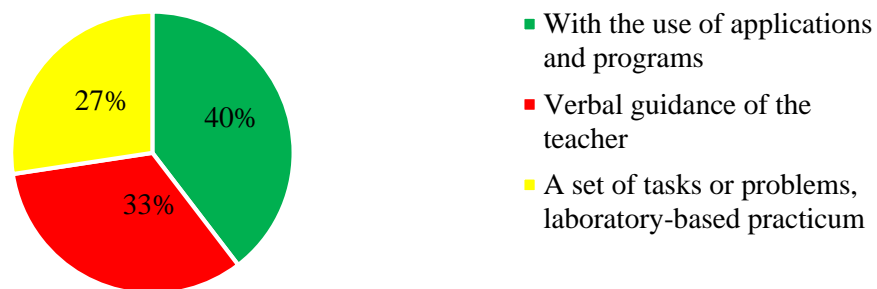 27%
40%
33%
With the use of applications
and programs
Verbal guidance of the
teacher
A set of tasks or problems,
laboratory-based practicum